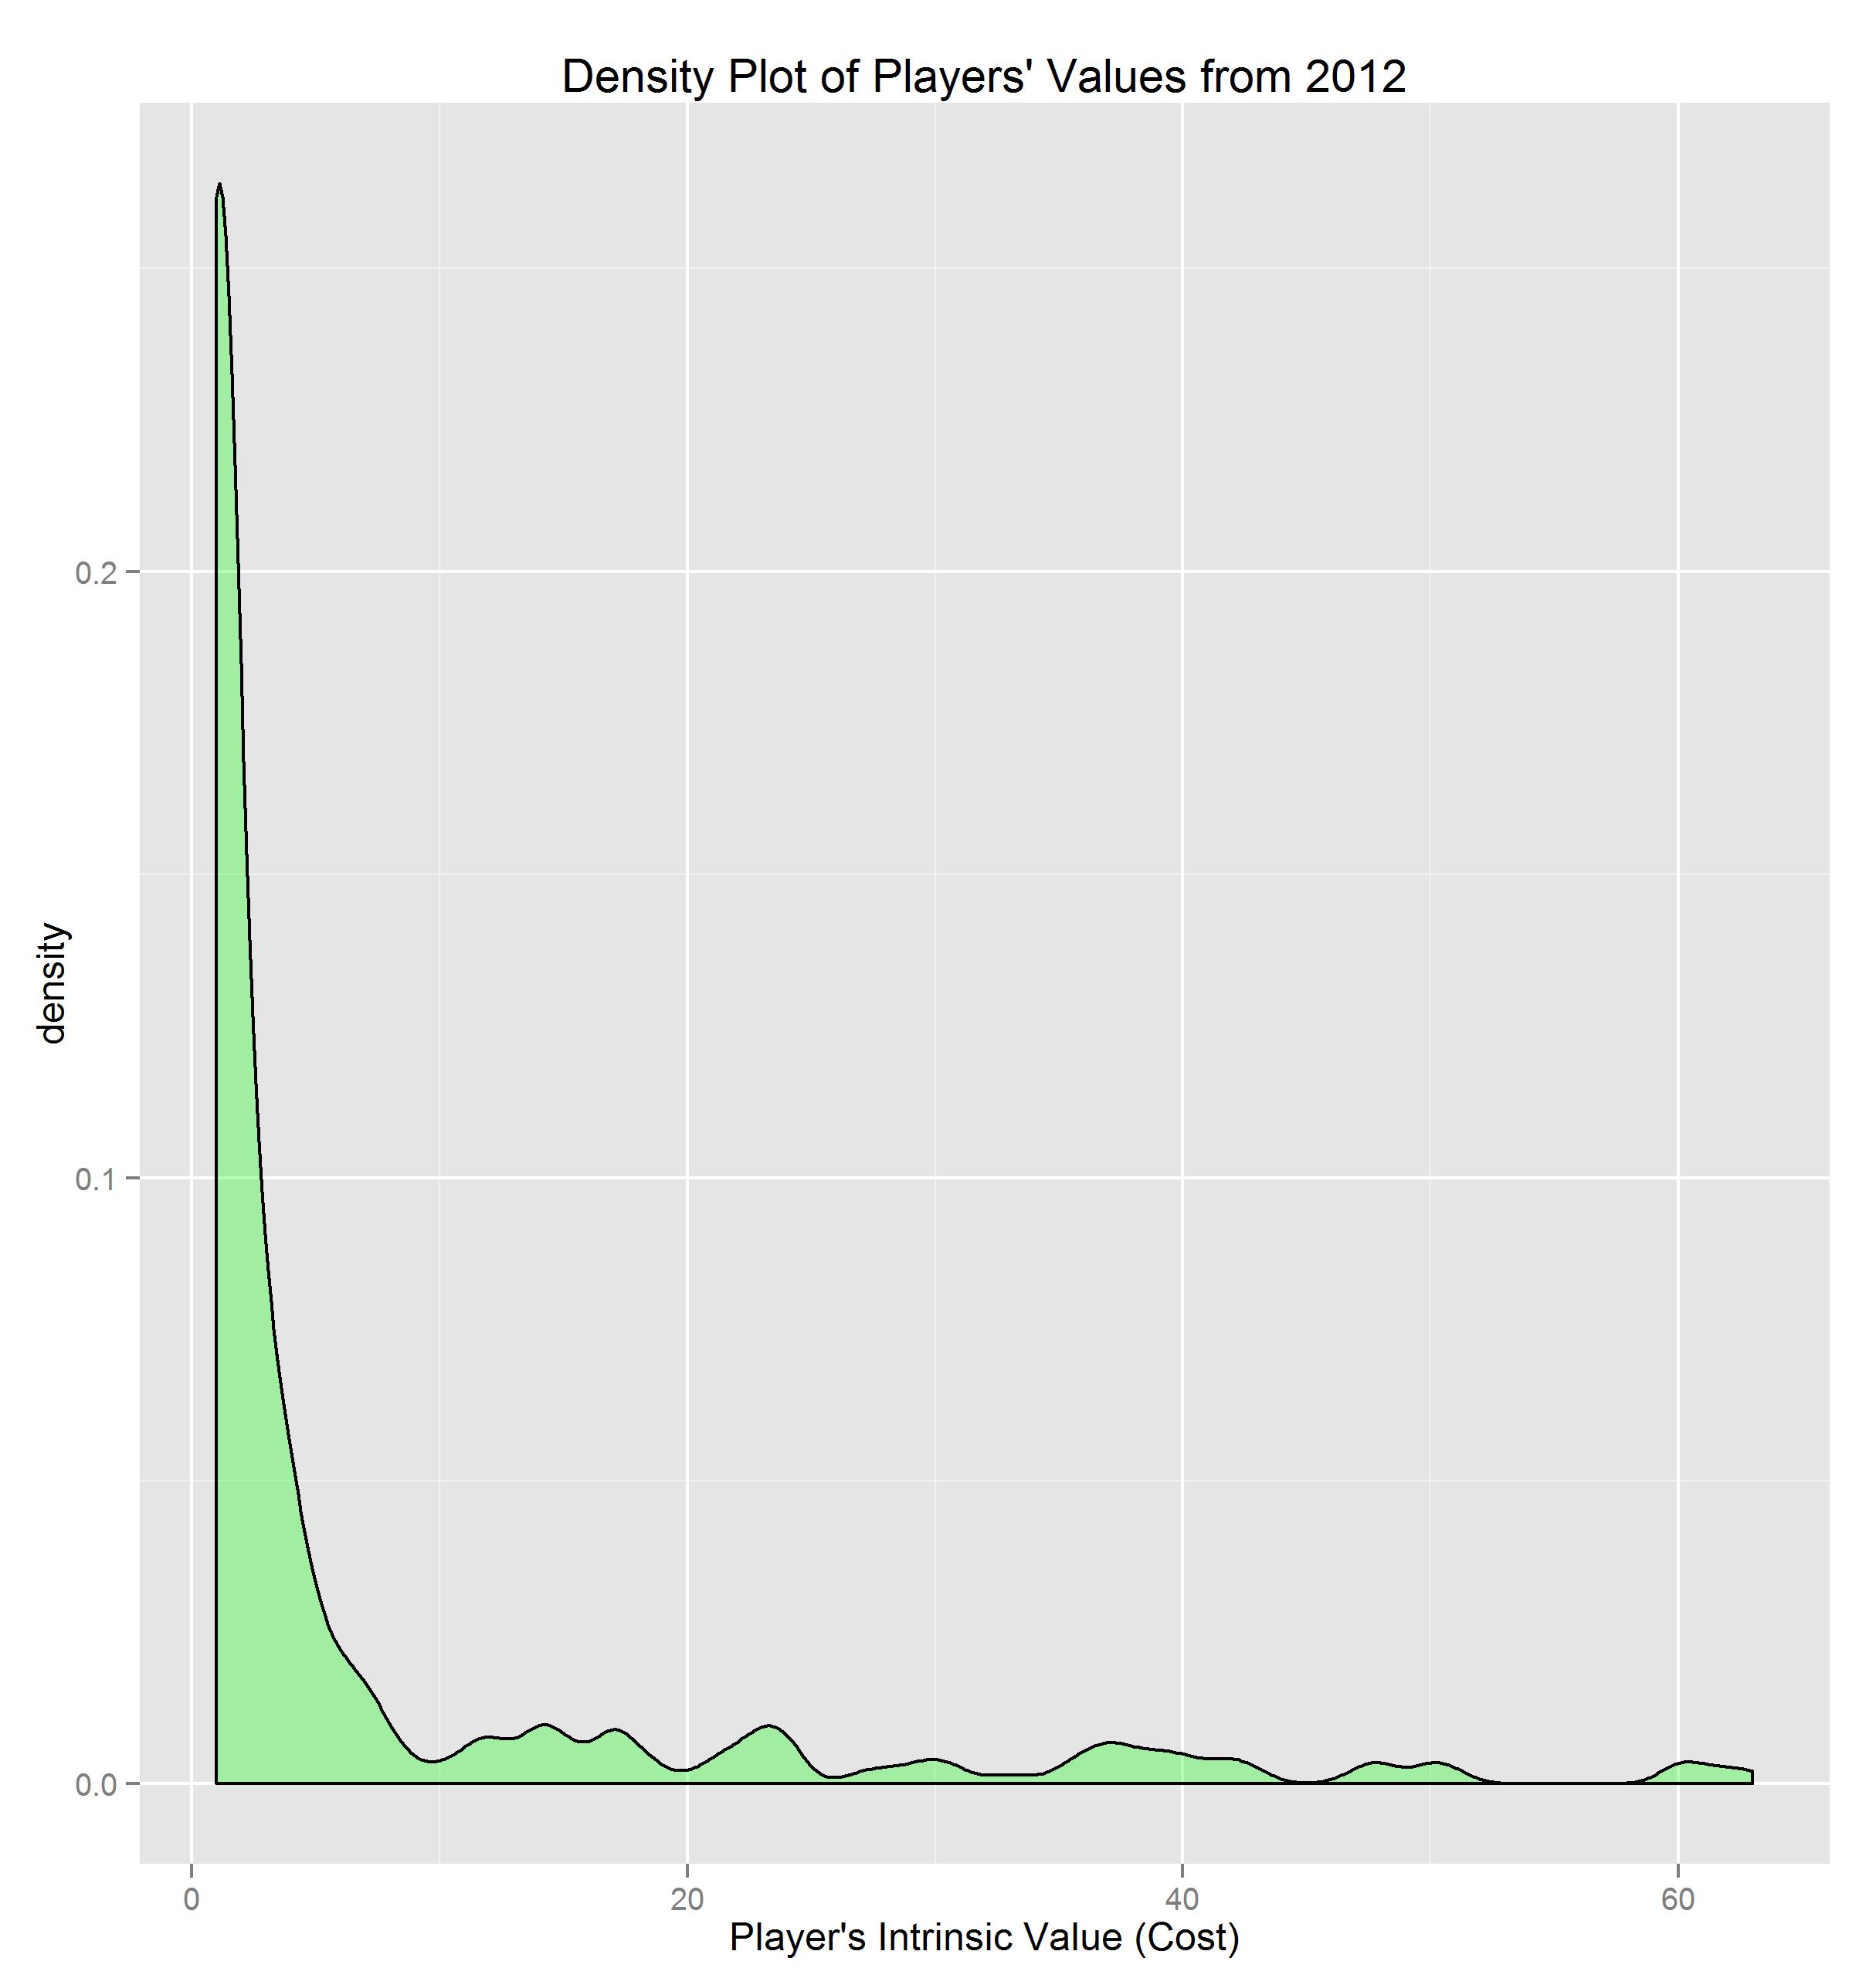 Density Plot of Players' Values from 2012
density
0.2
0.1
0.0
0 20 40 60
Player's Intrinsic Value (Cost)